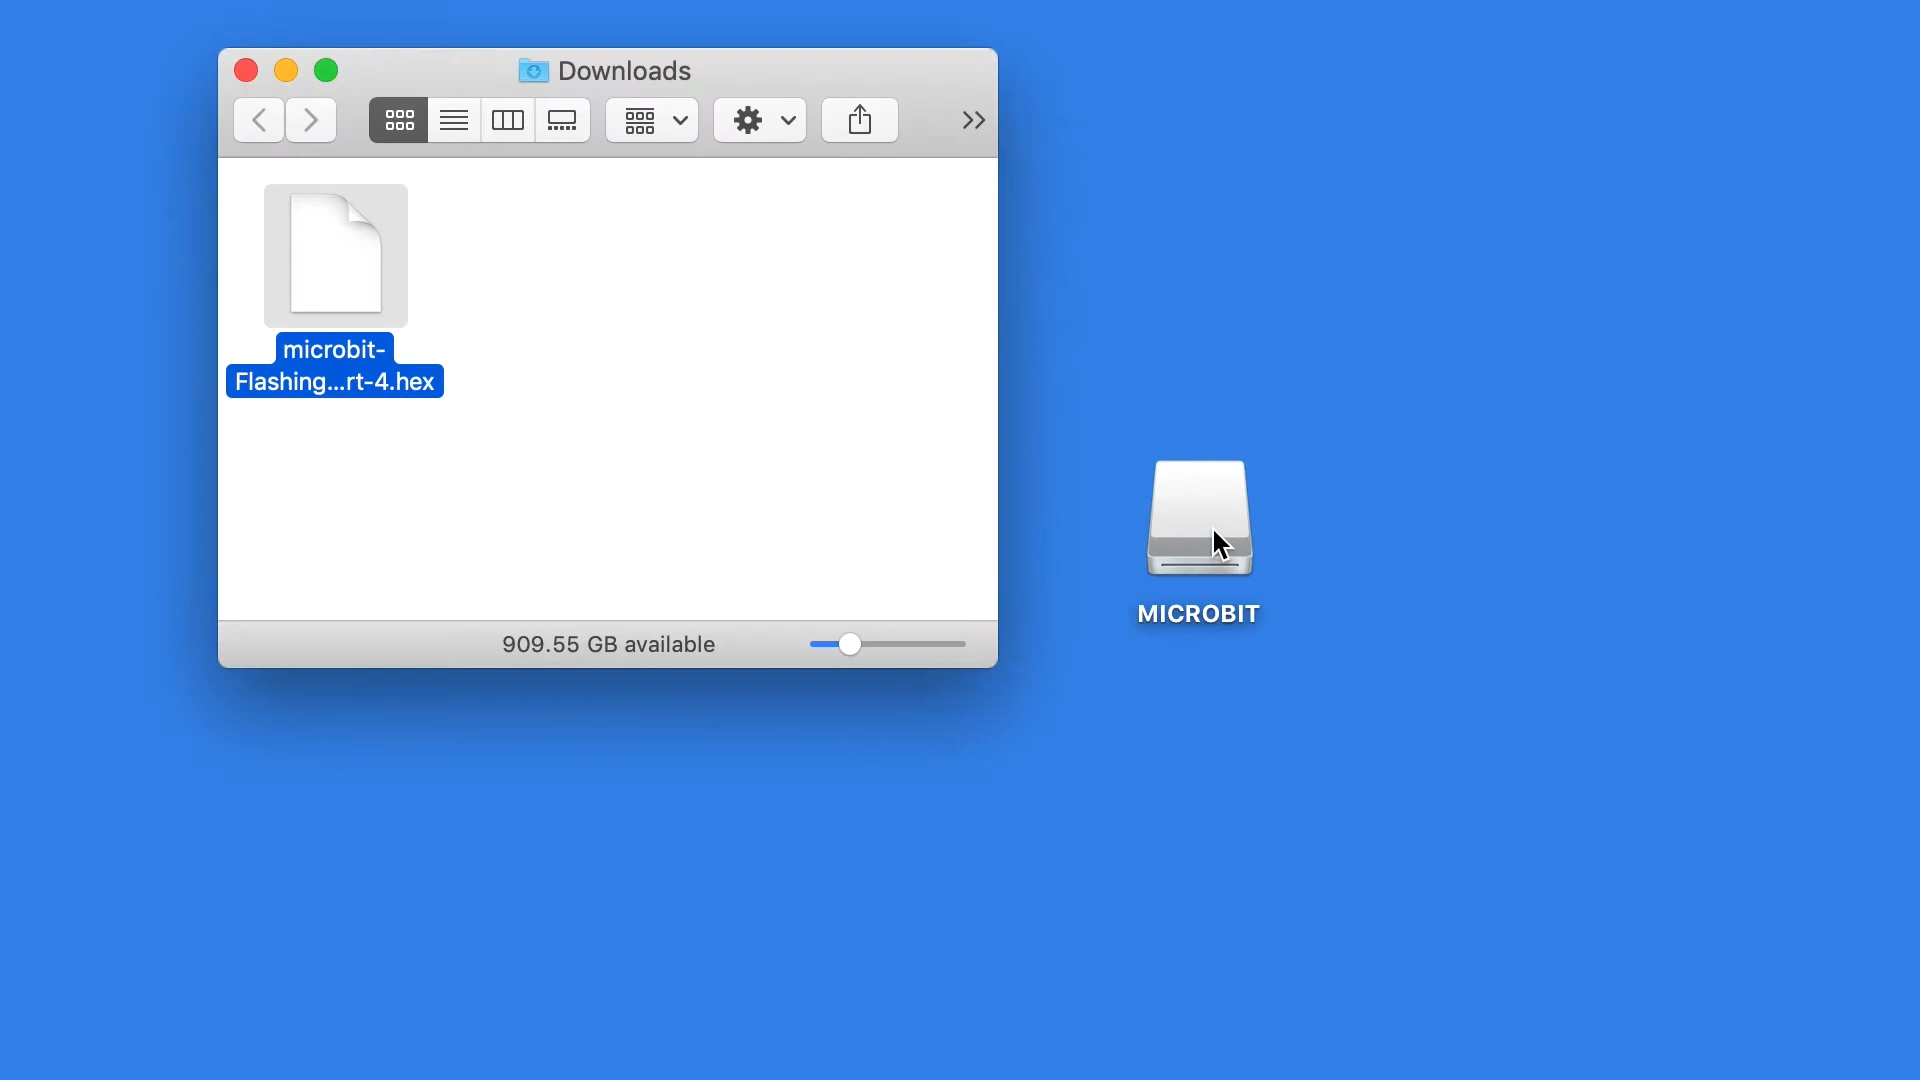 Downloads
microbit-
Flashing...rt-4.hex
MICROBIT
909.55 GB available